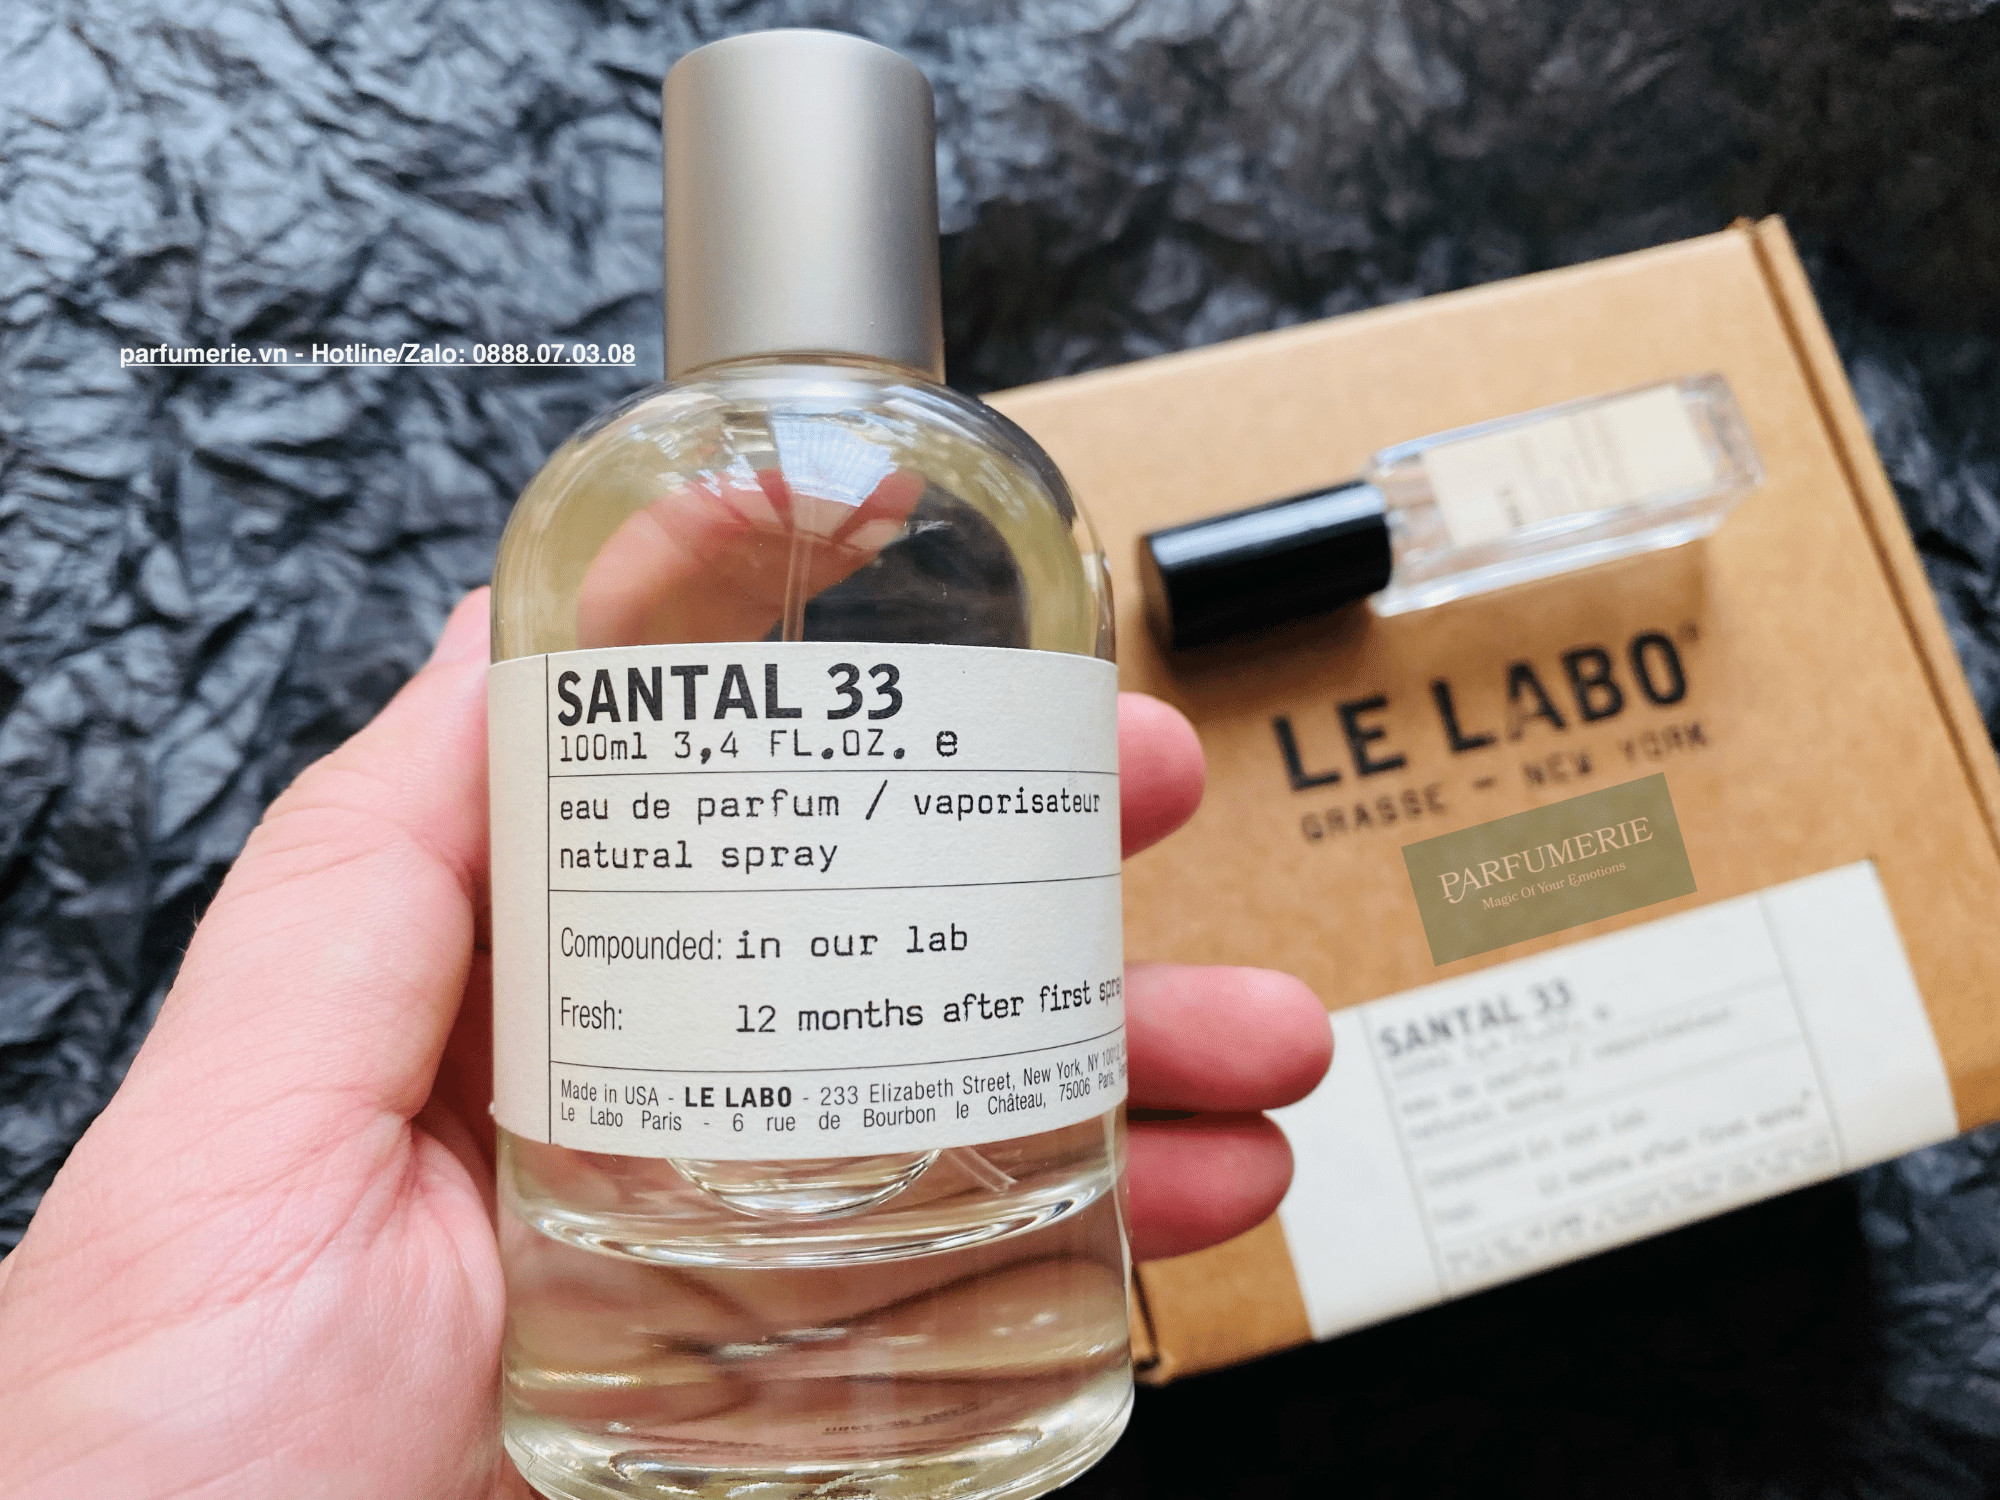 parfumerie.vn - Hotline/Zalo: 0888.07.03.08
SANTAL 33
100ml 3,4 FL.OZ. e
eau de parfum / vaporisateur
natural spray
Compounded: in our lab
Fresh: 12 months after first spray
Made in USA - LE LABO - 233 Elizabeth Street, New York, NY 10012
Le Labo Paris - 6 rue de Bourbon le Château, 75006 Paris,
LE LABO
GRASSE - NEW YORK
PARFUMERIE
Magic Of Your Emotions
SANTAL 33